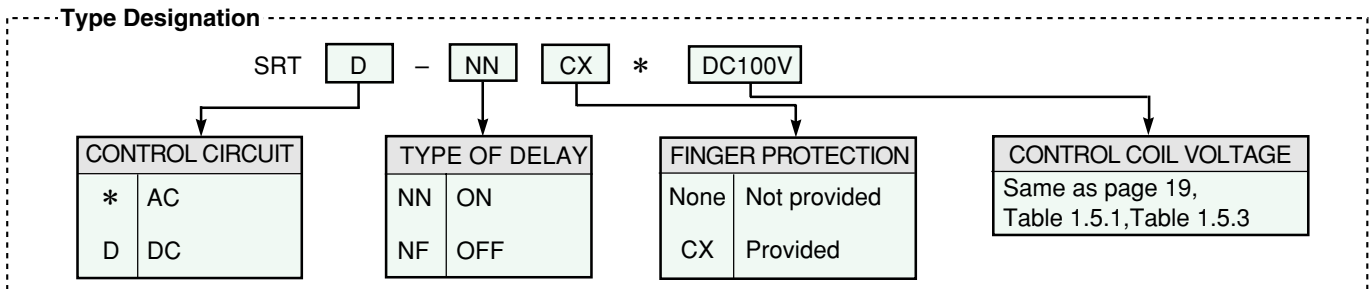 Type Designation
SRT D – NN CX * DC100V
CONTROL CIRCUIT
* AC
D DC
TYPE OF DELAY
NN ON
NF OFF
FINGER PROTECTION
None Not provided
CX Provided
CONTROL COIL VOLTAGE
Same as page 19,
Table 1.5.1,Table 1.5.3